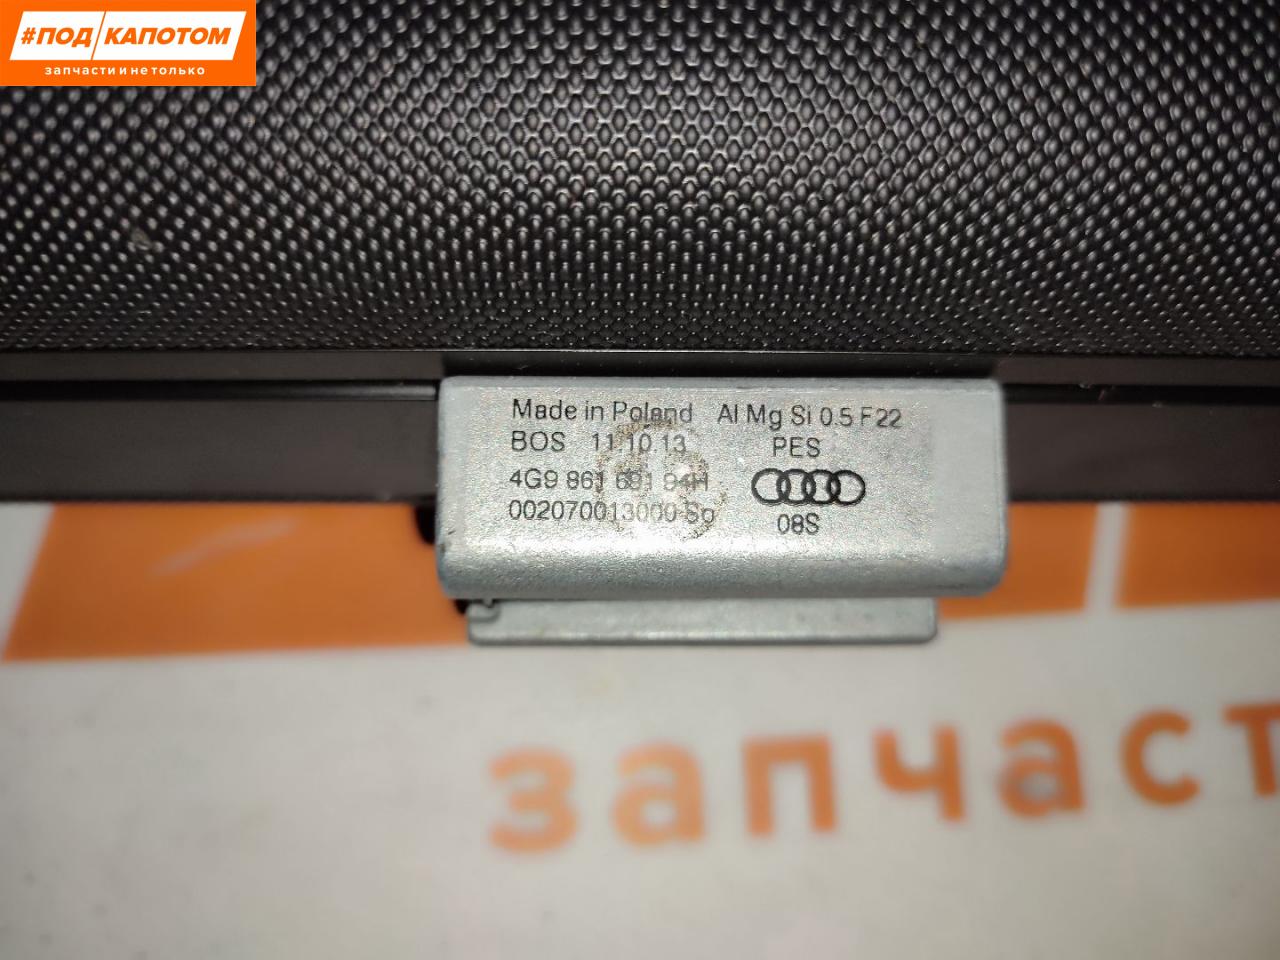 #ПОД КАПОТОМ
запчасти и не только
Made in Poland Al Mg Si 0.5 F22
BOS 11.10 13 PES
4G9 861 691 94H
002070013000 So
08S
запчаст